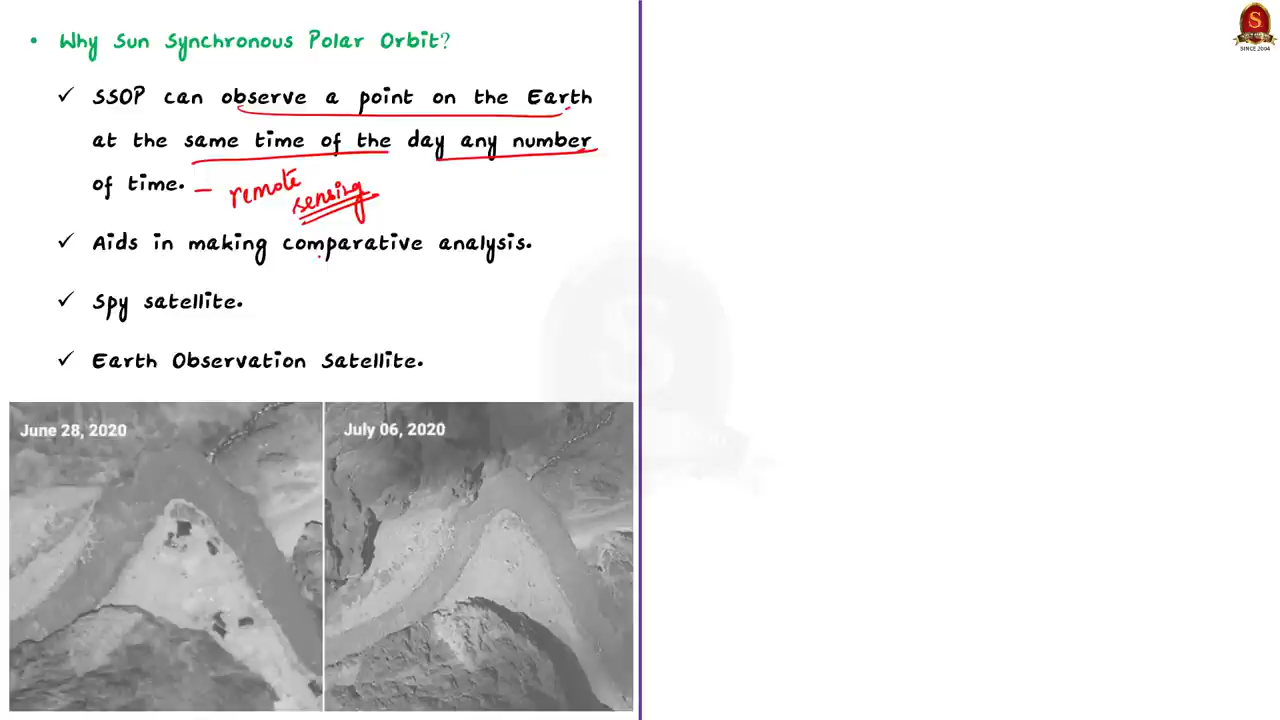 • Why Sun Synchronous Polar Orbit?
✓ SSOP can observe a point on the Earth
at the same time of the day any number
of time. – remote
sensing
✓ Aids in making comparative analysis.
✓ Spy satellite.
✓ Earth Observation Satellite.
June 28, 2020
July 06, 2020
S
SINCE 2004